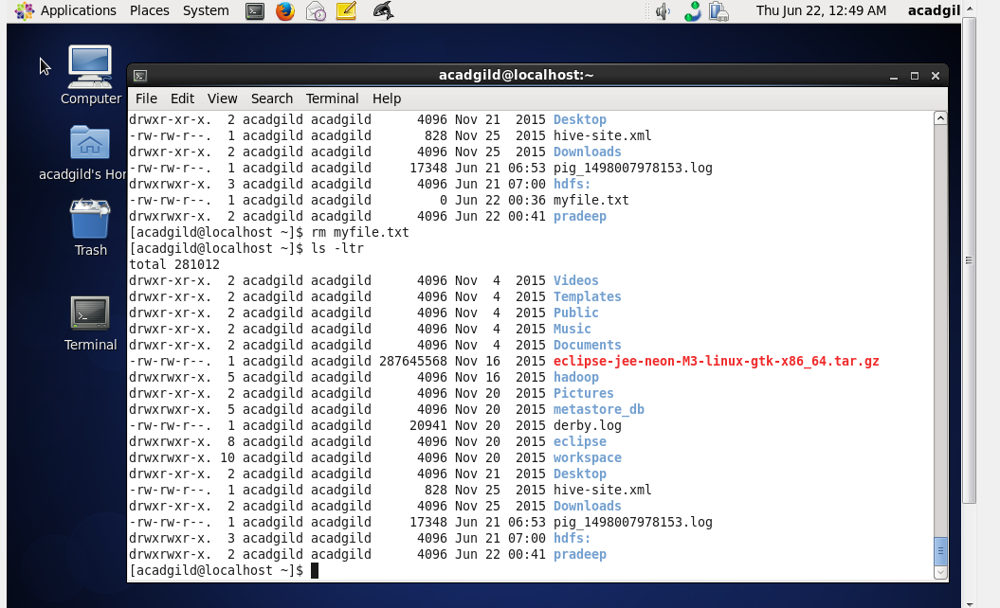 Applications Places System Thu Jun 22, 12:49 AM acadgil
Computer
acadgild's Hor
Trash
Terminal
acadgild@localhost:~
File Edit View Search Terminal Help
drwxr-xr-x.  2 acadgild acadgild      4096 Nov 21  2015 Desktop
-rw-rw-r--.  1 acadgild acadgild       828 Nov 25  2015 hive-site.xml
drwxr-xr-x.  2 acadgild acadgild      4096 Nov 25  2015 Downloads
-rw-rw-r--.  1 acadgild acadgild     17348 Jun 21 06:53 pig_1498007978153.log
drwxrwxr-x.  3 acadgild acadgild      4096 Jun 21 07:00 hdfs:
-rw-rw-r--.  1 acadgild acadgild         0 Jun 22 00:36 myfile.txt
drwxrwxr-x.  2 acadgild acadgild      4096 Jun 22 00:41 pradeep
[acadgild@localhost ~]$ rm myfile.txt
[acadgild@localhost ~]$ ls -ltr
total 281012
drwxr-xr-x.  2 acadgild acadgild      4096 Nov  4  2015 Videos
drwxr-xr-x.  2 acadgild acadgild      4096 Nov  4  2015 Templates
drwxr-xr-x.  2 acadgild acadgild      4096 Nov  4  2015 Public
drwxr-xr-x.  2 acadgild acadgild      4096 Nov  4  2015 Music
drwxr-xr-x.  2 acadgild acadgild      4096 Nov  4  2015 Documents
-rw-rw-r--.  1 acadgild acadgild 287645568 Nov 16  2015 eclipse-jee-neon-M3-linux-gtk-x86_64.tar.gz
drwxrwxr-x.  5 acadgild acadgild      4096 Nov 16  2015 hadoop
drwxr-xr-x.  2 acadgild acadgild      4096 Nov 20  2015 Pictures
drwxrwxr-x.  5 acadgild acadgild      4096 Nov 20  2015 metastore_db
-rw-rw-r--.  1 acadgild acadgild     20941 Nov 20  2015 derby.log
drwxrwxr-x.  8 acadgild acadgild      4096 Nov 20  2015 eclipse
drwxrwxr-x. 10 acadgild acadgild      4096 Nov 20  2015 workspace
drwxr-xr-x.  2 acadgild acadgild      4096 Nov 21  2015 Desktop
-rw-rw-r--.  1 acadgild acadgild       828 Nov 25  2015 hive-site.xml
drwxr-xr-x.  2 acadgild acadgild      4096 Nov 25  2015 Downloads
-rw-rw-r--.  1 acadgild acadgild     17348 Jun 21 06:53 pig_1498007978153.log
drwxrwxr-x.  3 acadgild acadgild      4096 Jun 21 07:00 hdfs:
drwxrwxr-x.  2 acadgild acadgild      4096 Jun 22 00:41 pradeep
[acadgild@localhost ~]$